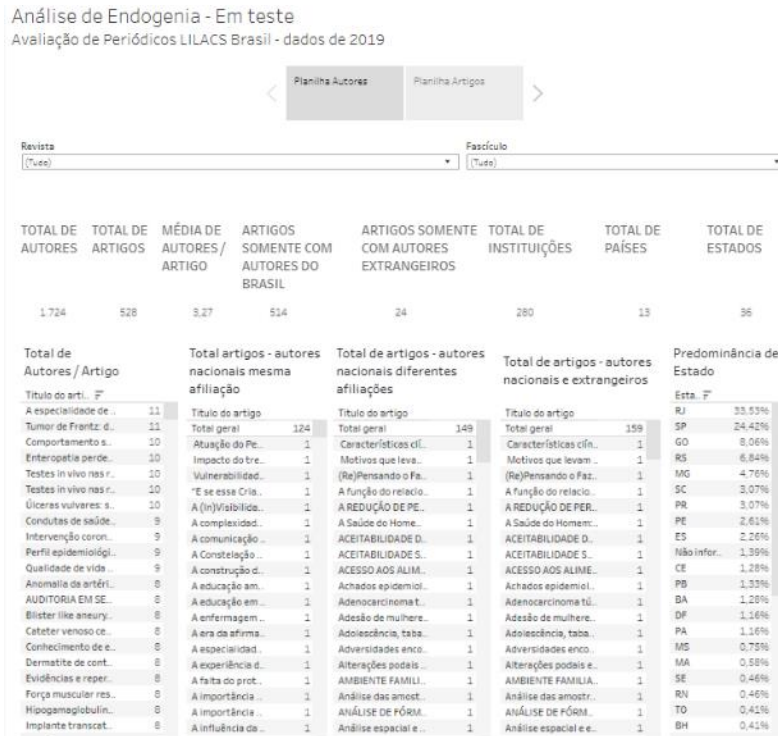 Análise de Endogenia - Em teste
Avaliação de Periódicos LILACS Brasil - dados de 2019
Planilha Autores
Planilha Artigos
Revista
(Tudo)
Fascículo
(Tudo)
TOTAL DE AUTORES
TOTAL DE ARTIGOS
MÉDIA DE AUTORES / ARTIGO
ARTIGOS SOMENTE COM AUTORES DO BRASIL
ARTIGOS SOMENTE COM AUTORES EXTRANGEIROS
TOTAL DE INSTITUIÇÕES
TOTAL DE PAÍSES
TOTAL DE ESTADOS
1.724 528 3,27 514 24 280 13 36
Total de Autores / Artigo
Título do arti..
A especialidade de .. 11
Tumor de Frantz: d.. 11
Comportamento s.. 10
Enteropatia perde.. 10
Testes in vivo nas r.. 10
Testes in vivo nas r.. 10
Úlceras vulvares: s.. 10
Condutas de saúde.. 9
Intervenção coron.. 9
Perfil epidemiológi.. 9
Qualidade de vida .. 9
Anomalia da artéri.. 8
AUDITORIA EM SE.. 8
Blister like aneury.. 8
Cateter venoso ce.. 8
Conhecimento de e.. 8
Dermatite de cont.. 8
Evidências e reper.. 8
Força muscular res.. 8
Hipogamaglobulin.. 8
Implante transcat.. 8
Total artigos - autores nacionais mesma afiliação
Título do artigo
Total geral 124
Atuação do Pe.. 1
Impacto do tre.. 1
Vulnerabilidad.. 1
"E se essa Cria.. 1
A (In)Visibilida.. 1
A complexidad.. 1
A comunicação .. 1
A Constelação .. 1
A construção d.. 1
A educação am.. 1
A educação em .. 1
A enfermagem .. 1
A era da afirma.. 1
A especialidad.. 1
A experiência d.. 1
A falta do prot.. 1
A importância .. 1
A importância .. 1
A influência da .. 1
Total de artigos - autores nacionais diferentes afiliações
Título do artigo
Total geral 149
Características clí.. 1
Motivos que leva.. 1
(Re)Pensando o Fa.. 1
A função do relacio.. 1
A REDUÇÃO DE PE.. 1
A Saúde do Home.. 1
ACEITABILIDADE D.. 1
ACEITABILIDADE S.. 1
ACESSO AOS ALIM.. 1
Achados epidemiol.. 1
Adenocarcinoma t.. 1
Adesão de mulhere.. 1
Adolescência, taba.. 1
Adversidades enco.. 1
Alterações podais .. 1
AMBIENTE FAMILI.. 1
Análise das amost.. 1
ANÁLISE DE FÓRM.. 1
Análise espacial e .. 1
Total de artigos - autores nacionais e extrangeiros
Título do artigo
Total geral 159
Características clín.. 1
Motivos que levam .. 1
(Re)Pensando o Faz.. 1
A função do relacio.. 1
A REDUÇÃO DE PER.. 1
A Saúde do Homem:.. 1
ACEITABILIDADE D.. 1
ACEITABILIDADE S.. 1
ACESSO AOS ALIME.. 1
Achados epidemiol.. 1
Adenocarcinoma tú.. 1
Adesão de mulhere.. 1
Adolescência, taba.. 1
Adversidades enco.. 1
Alterações podais e.. 1
AMBIENTE FAMILIA.. 1
Análise das amostr.. 1
ANÁLISE DE FÓRM.. 1
Análise espacial e e.. 1
Predominância de Estado
Esta..
RJ 33,53%
SP 24,42%
GO 8,06%
RS 6,84%
MG 4,76%
SC 3,07%
PR 3,07%
PE 2,61%
ES 2,26%
Não infor.. 1,39%
CE 1,28%
PB 1,33%
BA 1,28%
DF 1,16%
PA 1,16%
MS 0,75%
MA 0,58%
SE 0,46%
RN 0,46%
TO 0,41%
BH 0,41%